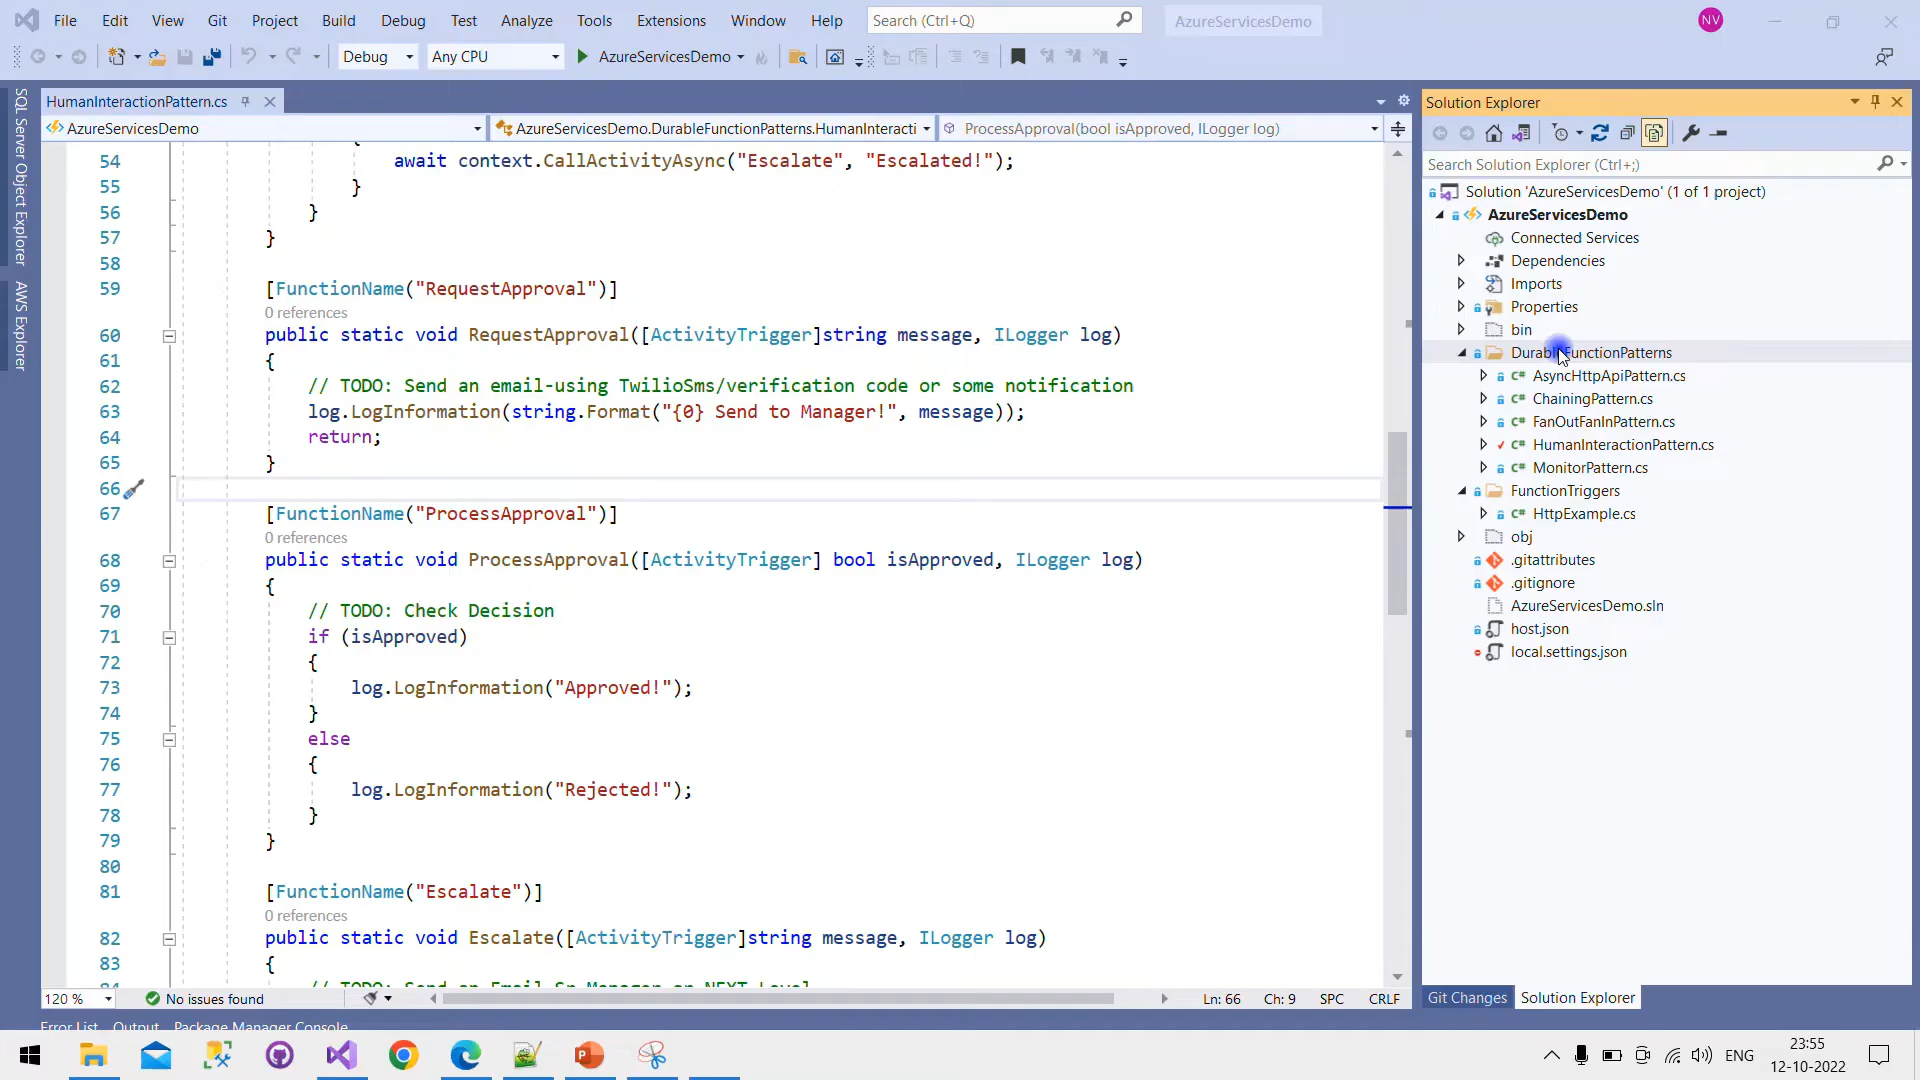 File Edit View Git Project Build Debug Test Analyze Tools Extensions Window Help Search (Ctrl+Q) AzureServicesDemo NV
Debug Any CPU AzureServicesDemo
SQL Server Object Explorer
AWS Explorer
HumanInteractionPattern.cs
AzureServicesDemo AzureServicesDemo.DurableFunctionPatterns.HumanInteracti ProcessApproval(bool isApproved, ILogger log)
54 await context.CallActivityAsync("Escalate", "Escalated!");
55 }
56 }
57 }
58
59 [FunctionName("RequestApproval")]
0 references
60 public static void RequestApproval([ActivityTrigger]string message, ILogger log)
61 {
62 // TODO: Send an email-using TwilioSms/verification code or some notification
63 log.LogInformation(string.Format("{0} Send to Manager!", message));
64 return;
65 }
66
67 [FunctionName("ProcessApproval")]
0 references
68 public static void ProcessApproval([ActivityTrigger] bool isApproved, ILogger log)
69 {
70 // TODO: Check Decision
71 if (isApproved)
72 {
73 log.LogInformation("Approved!");
74 }
75 else
76 {
77 log.LogInformation("Rejected!");
78 }
79 }
80
81 [FunctionName("Escalate")]
0 references
82 public static void Escalate([ActivityTrigger]string message, ILogger log)
83 {
120 % No issues found Ln: 66 Ch: 9 SPC CRLF
Error List Output Package Manager Console
Solution Explorer
Search Solution Explorer (Ctrl+;)
Solution 'AzureServicesDemo' (1 of 1 project)
AzureServicesDemo
Connected Services
Dependencies
Imports
Properties
bin
DurableFunctionPatterns
C# AsyncHttpApiPattern.cs
C# ChainingPattern.cs
C# FanOutFanInPattern.cs
C# HumanInteractionPattern.cs
C# MonitorPattern.cs
FunctionTriggers
C# HttpExample.cs
obj
.gitattributes
.gitignore
AzureServicesDemo.sln
host.json
local.settings.json
Git Changes Solution Explorer
ENG 23:55
12-10-2022